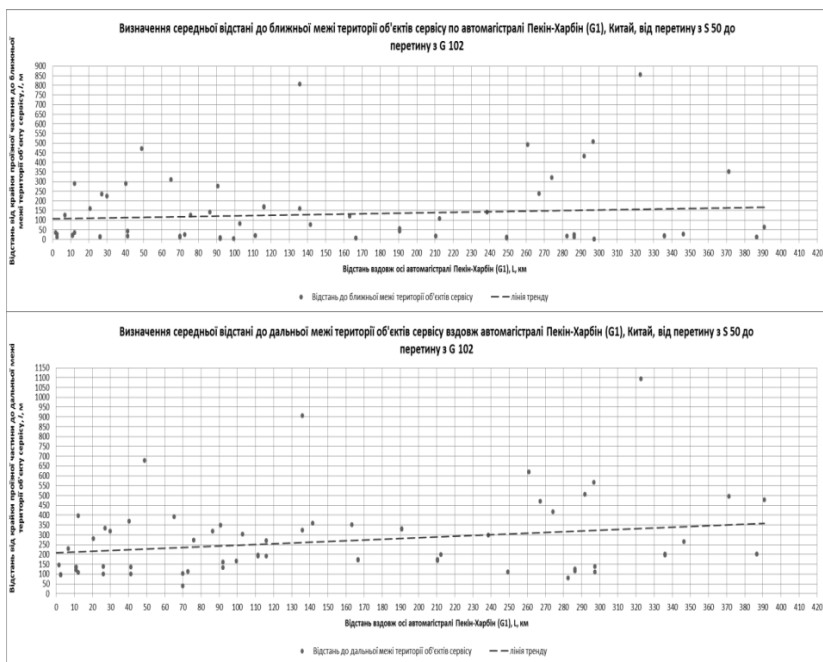 Визначення середньої відстані до ближньої межі території об'єктів сервісу по автомагістралі Пекін-Харбін (G1), Китай, від перетину з S 50 до
перетину з G 102
Відстань від крайки проїзної частини до ближньої
межі території об'єкту сервісу, l, м
900
850
800
750
700
650
600
550
500
450
400
350
300
250
200
150
100
50
0
0 10 20 30 40 50 60 70 80 90 100 110 120 130 140 150 160 170 180 190 200 210 220 230 240 250 260 270 280 290 300 310 320 330 340 350 360 370 380 390 400 410 420
Відстань вздовж осі автомагістралі Пекін-Харбін (G1), L, км
Відстань до ближньої межі території об'єктів сервісу
лінія тренду
Визначення середньої відстані до дальньої межі території об'єктів сервісу вздовж автомагістралі Пекін-Харбін (G1), Китай, від перетину з S 50 до
перетину з G 102
Відстань від крайки проїзної частини до дальньої межі
території об'єкту сервісу, l, м
1150
1100
1050
1000
950
900
850
800
750
700
650
600
550
500
450
400
350
300
250
200
150
100
50
0
0 10 20 30 40 50 60 70 80 90 100 110 120 130 140 150 160 170 180 190 200 210 220 230 240 250 260 270 280 290 300 310 320 330 340 350 360 370 380 390 400 410 420
Відстань вздовж осі автомагістралі Пекін-Харбін (G1), L, км
Відстань до дальньої межі території об'єктів сервісу
лінія тренду